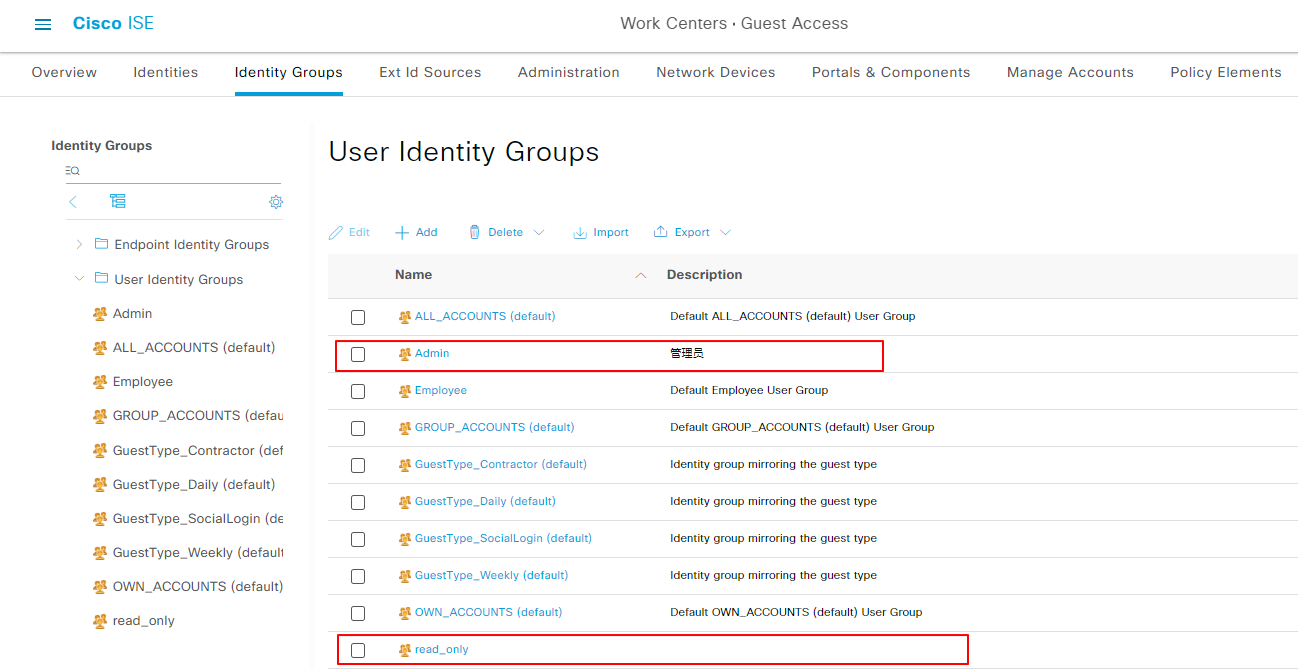 Cisco ISE
Work Centers · Guest Access
Overview Identities Identity Groups Ext Id Sources Administration Network Devices Portals & Components Manage Accounts Policy Elements
Identity Groups
Endpoint Identity Groups
User Identity Groups
Admin
ALL_ACCOUNTS (default)
Employee
GROUP_ACCOUNTS (defau
GuestType_Contractor (def
GuestType_Daily (default)
GuestType_SocialLogin (de
GuestType_Weekly (default
OWN_ACCOUNTS (default)
read_only
User Identity Groups
Edit Add Delete Import Export
Name Description
ALL_ACCOUNTS (default) Default ALL_ACCOUNTS (default) User Group
Admin 管理员
Employee Default Employee User Group
GROUP_ACCOUNTS (default) Default GROUP_ACCOUNTS (default) User Group
GuestType_Contractor (default) Identity group mirroring the guest type
GuestType_Daily (default) Identity group mirroring the guest type
GuestType_SocialLogin (default) Identity group mirroring the guest type
GuestType_Weekly (default) Identity group mirroring the guest type
OWN_ACCOUNTS (default) Default OWN_ACCOUNTS (default) User Group
read_only